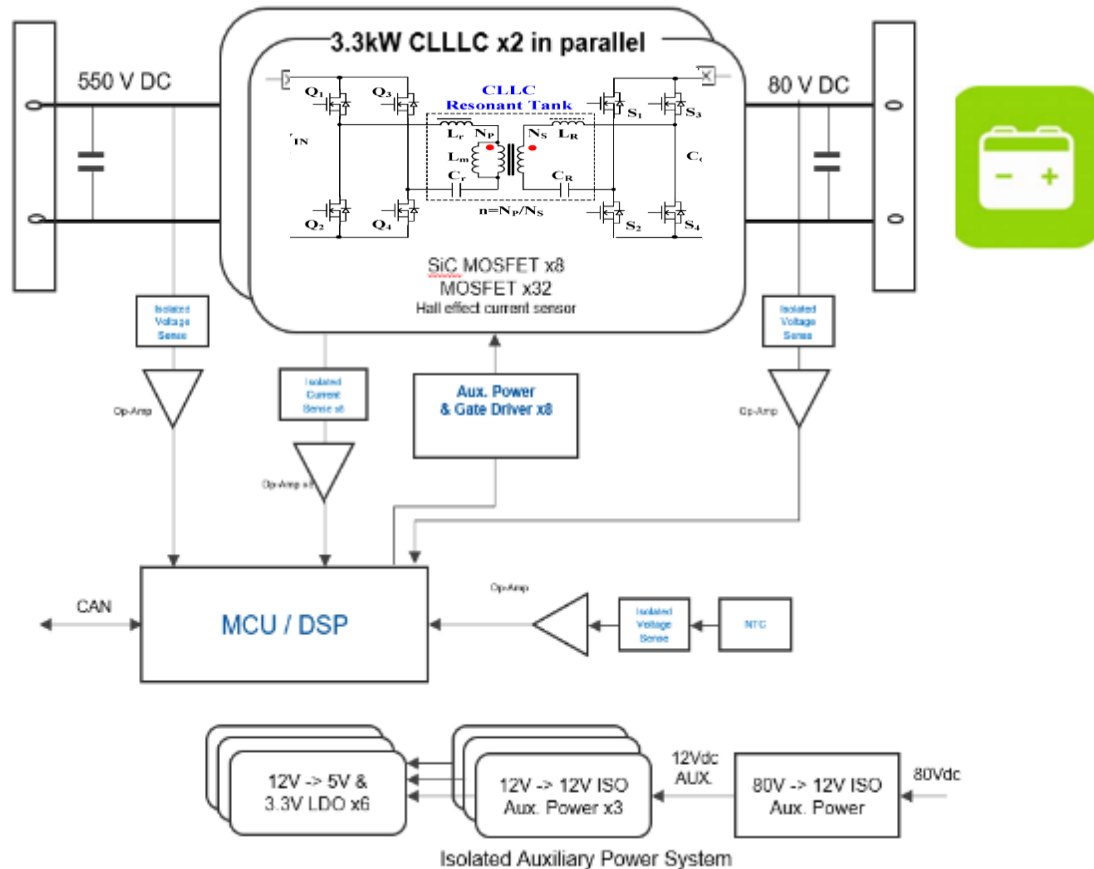 3.3kW CLLLC x2 in parallel
550 V DC
80 V DC
Q1
Q3
CLLC
Resonant Tank
S1
S3
Lr
NP
NS
LR
IN
Lm
Cr
CR
n=NP/NS
Q2
Q4
S2
S4
SiC MOSFET x8
MOSFET x32
Hall effect current sensor
Isolated
Voltage
Sense
Isolated
Voltage
Sense
Isolated
Current
Sense x8
Aux. Power
& Gate Driver x8
Op-Amp
Op-Amp
Op-Amp x8
Op-Amp
CAN
MCU / DSP
Isolated
Voltage
Sense
NTC
12V -> 5V &
3.3V LDO x6
12V -> 12V ISO
Aux. Power x3
12Vdc
AUX.
80V -> 12V ISO
Aux. Power
80Vdc
Isolated Auxiliary Power System